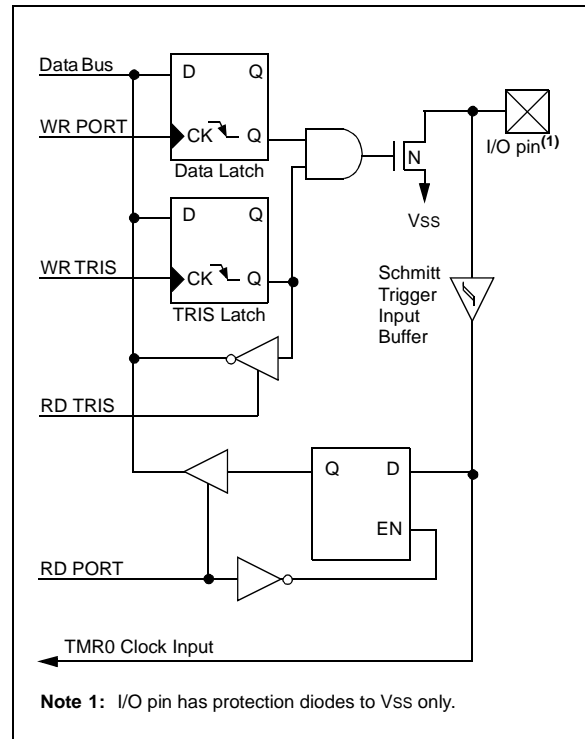 Data Bus
D Q
WR PORT
CK Q
N
I/O pin(1)
Data Latch
VSS
D Q
WR TRIS
CK Q
Schmitt
Trigger
Input
Buffer
TRIS Latch
RD TRIS
Q D
EN
RD PORT
TMR0 Clock Input
Note 1: I/O pin has protection diodes to VSS only.